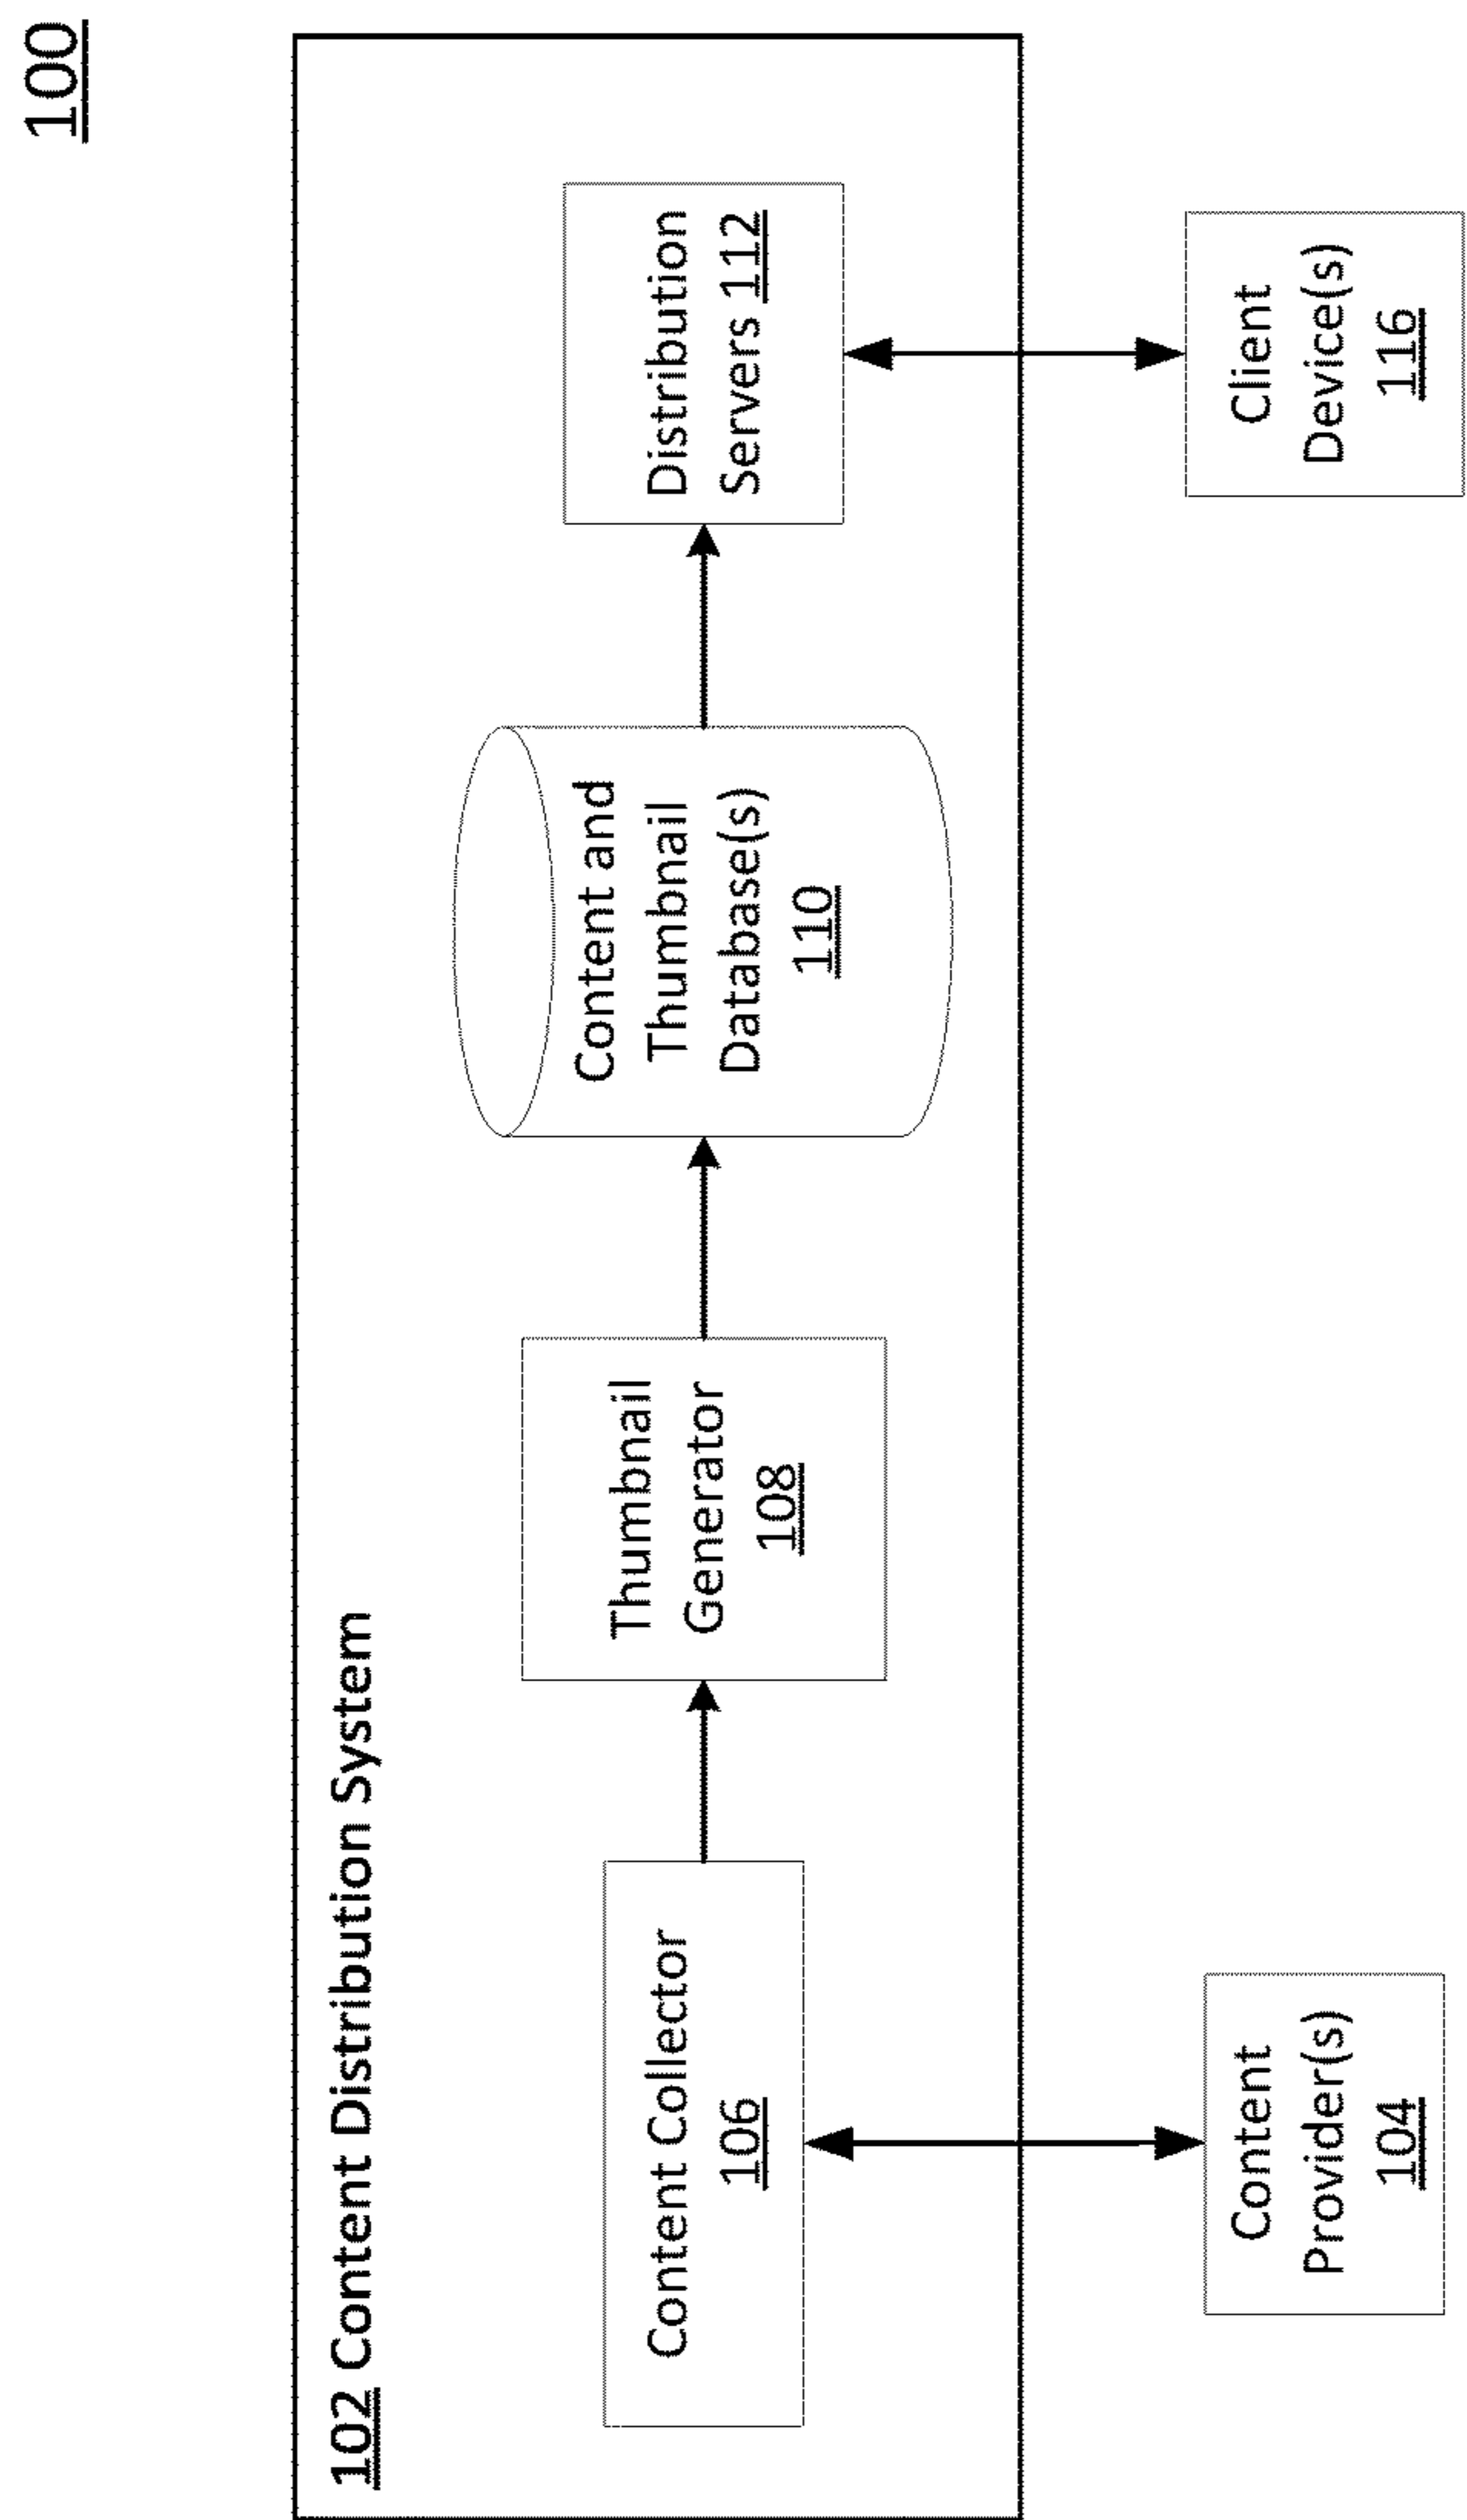 100
102 Content Distribution System
Content Collector
106
Thumbnail
Generator
108
Content and
Thumbnail
Database(s)
110
Distribution
Servers 112
Content
Provider(s)
104
Client
Device(s)
116